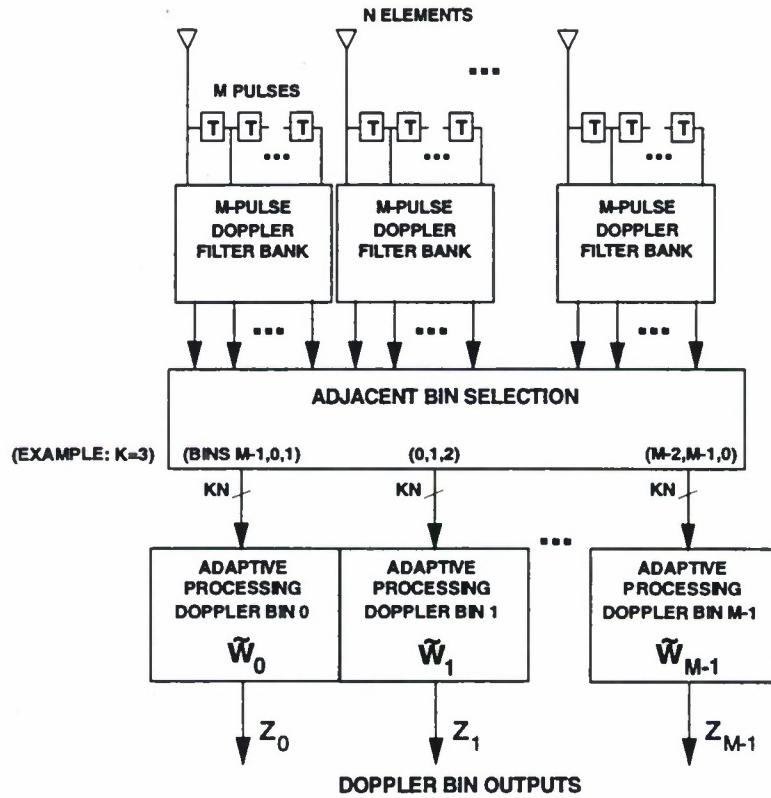 N ELEMENTS
M PULSES
T T T T T T T T T
M-PULSE DOPPLER FILTER BANK
M-PULSE DOPPLER FILTER BANK
M-PULSE DOPPLER FILTER BANK
ADJACENT BIN SELECTION
(EXAMPLE: K=3) (BINS M-1,0,1) (0,1,2) (M-2,M-1,0)
KN KN KN
ADAPTIVE PROCESSING DOPPLER BIN 0
W̃0
ADAPTIVE PROCESSING DOPPLER BIN 1
W̃1
ADAPTIVE PROCESSING DOPPLER BIN M-1
W̃M-1
Z0 Z1 ZM-1
DOPPLER BIN OUTPUTS